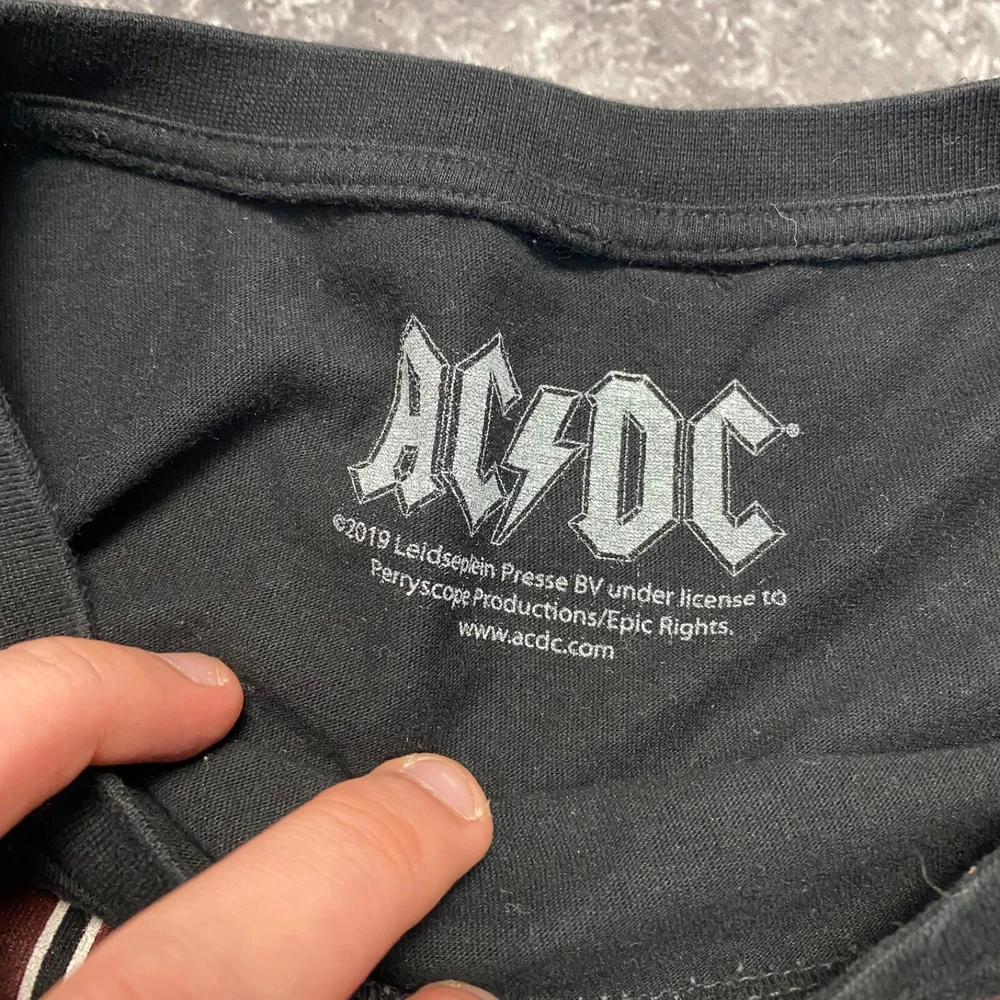 AC⚡DC®
©2019 Leidseplein Presse BV under license to
Perryscope Productions/Epic Rights.
www.acdc.com